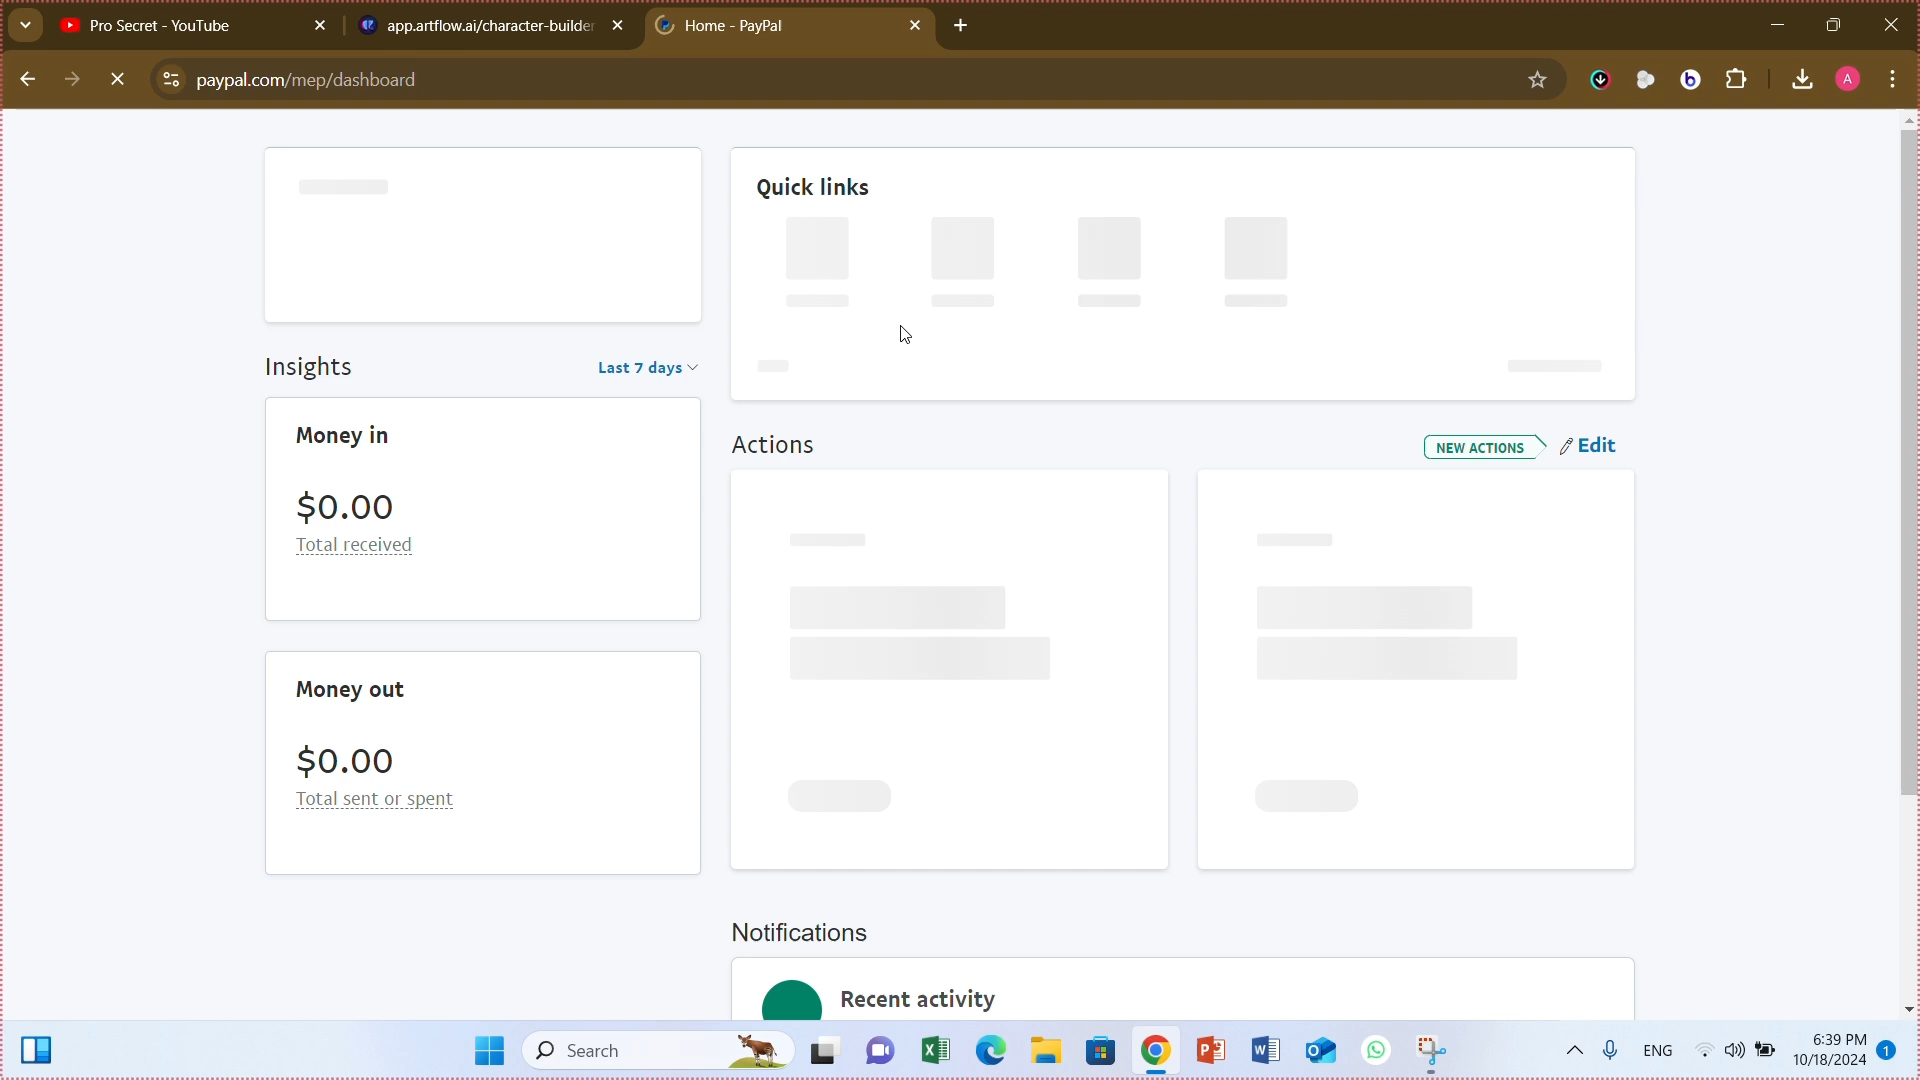 Pro Secret - YouTube
app.artflow.ai/character-builder
Home - PayPal
paypal.com/mep/dashboard
A
Quick links
Insights
Last 7 days
Money in
$0.00
Total received
Actions
NEW ACTIONS
Edit
Money out
$0.00
Total sent or spent
Notifications
Recent activity
Search
ENG
6:39 PM
10/18/2024
1